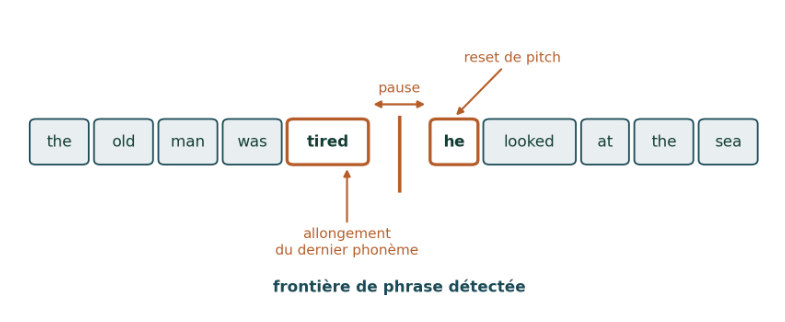 reset de pitch
pause
the old man was tired he looked at the sea
allongement
du dernier phonème
frontière de phrase détectée